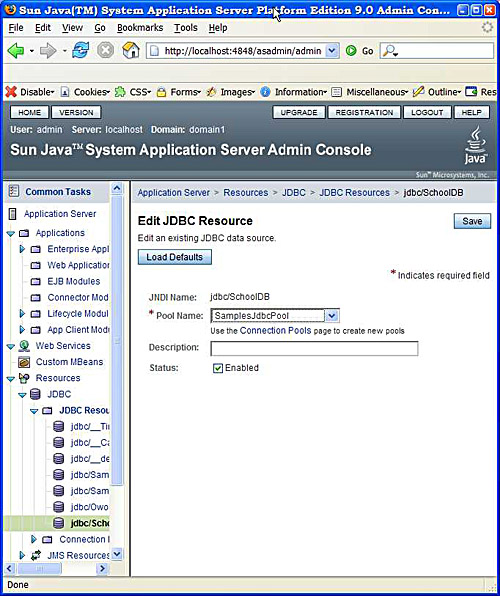 Sun Java(TM) System Application Server Platform Edition 9.0 Admin Con...
File Edit View Go Bookmarks Tools Help
http://localhost:4848/asadmin/admin Go
Disable Cookies CSS Forms Images Information Miscellaneous Outline Res
HOME VERSION UPGRADE REGISTRATION LOGOUT HELP
User: admin Server: localhost Domain: domain1
Sun Java™ System Application Server Admin Console
Java™
Sun™ Microsystems, Inc.
Common Tasks
Application Server
Applications
Enterprise Appl
Web Application
EJB Modules
Connector Mod
Lifecycle Modul
App Client Modu
Web Services
Custom MBeans
Resources
JDBC
JDBC Resou
jdbc/__Ti
jdbc/__Ca
jdbc/__de
jdbc/Sam
jdbc/Sam
jdbc/Owo
jdbc/Scho
Connection
JMS Resources
Application Server > Resources > JDBC > JDBC Resources > jdbc/SchoolDB
Edit JDBC Resource
Save
Edit an existing JDBC data source.
Load Defaults
* Indicates required field
JNDI Name: jdbc/SchoolDB
* Pool Name: SamplesJdbcPool
Use the Connection Pools page to create new pools
Description:
Status: Enabled
Done